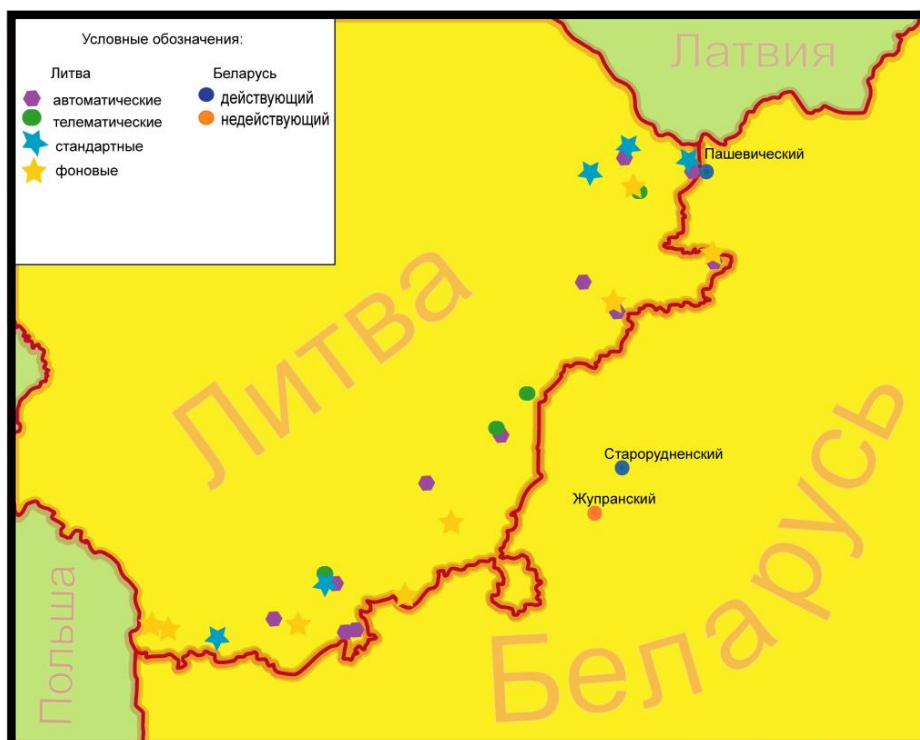 Условные обозначения:
Литва
автоматические
телематические
стандартные
фоновые
Беларусь
действующий
недействующий
Латвия
Пашевический
Литва
Старорудненский
Жупранский
Польша
Беларусь